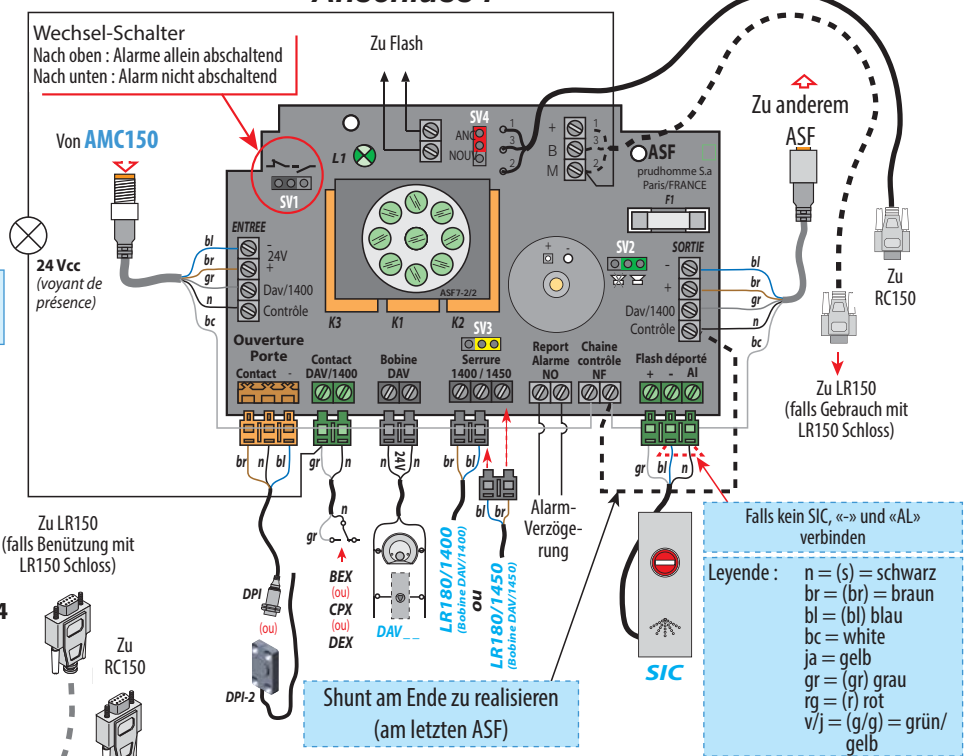 Anschluss :
Wechsel-Schalter
Nach oben : Alarme allein abschaltend
Nach unten : Alarm nicht abschaltend
Zu Flash
Von AMC150
L1
SV1
SV4
ANC
NOUV
1
3
2
+
B
M
1
3
2
ASF
prudhomme S.a
Paris/FRANCE
F1
Zu anderem
ASF
24 Vcc
(voyant de
présence)
bl
br
gr
n
bc
ENTREE
-
24V
+
Dav/1400
Contrôle
ASF7-2/2
K3
K1
K2
+ -
SV2
SV3
SORTIE
-
+
Dav/1400
Contrôle
bl
br
gr
n
bc
Zu
RC150
Zu LR150
(falls Gebrauch mit
LR150 Schloss)
Ouverture
Porte
Contact -
Contact
DAV/1400
Bobine
DAV
Serrure
1400 / 1450
Report
Alarme
NO
Chaine
contrôle
NF
Flash déporté
+ - Al
br n bl
gr n
n 24V n
br bl
bl br
gr bl n
n
gr
BEX
(ou)
CPX
(ou)
DEX
DPI
(ou)
DPI-2
DAV_ _
LR180/1400
(Bobine DAV/1400)
ou
LR180/1450
(Bobine DAV/1450)
Alarm-
Verzöge-
rung
SIC
Falls kein SIC, «-» und «AL»
verbinden
Leyende :
n = (s) = schwarz
br = (br) = braun
bl = (bl) blau
bc = white
ja = gelb
gr = (gr) grau
rg = (r) rot
v/j = (g/g) = grün/
gelb
Shunt am Ende zu realisieren
(am letzten ASF)
Zu LR150
(falls Benützung mit
LR150 Schloss)
4
Zu
RC150